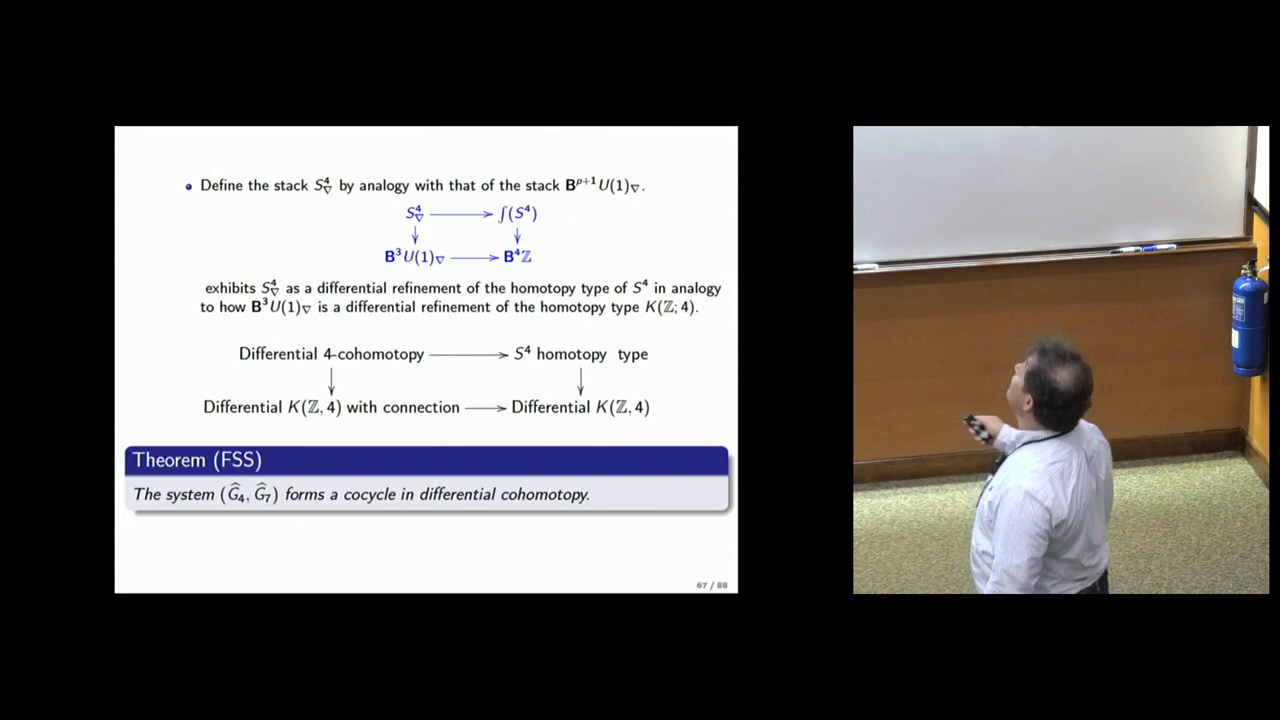 Define the stack S⁴_∇ by analogy with that of the stack B^{p+1}U(1)_∇.
S⁴_∇ ⟶ ∫(S⁴)
B³U(1)_∇ ⟶ B⁴ℤ
exhibits S⁴_∇ as a differential refinement of the homotopy type of S⁴ in analogy
to how B³U(1)_∇ is a differential refinement of the homotopy type K(ℤ; 4).
Differential 4-cohomotopy ⟶ S⁴ homotopy type
Differential K(ℤ, 4) with connection ⟶ Differential K(ℤ, 4)
Theorem (FSS)
The system (Ĝ₄, Ĝ₇) forms a cocycle in differential cohomotopy.
67 / 88